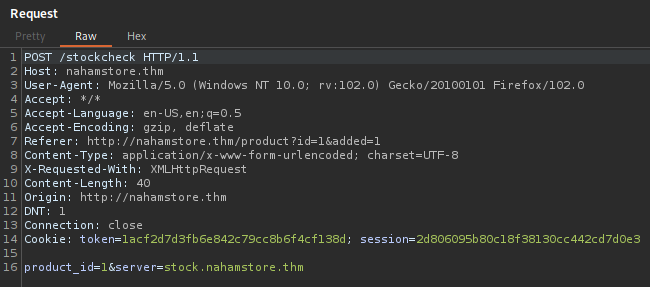 Request
Pretty Raw Hex
1 POST /stockcheck HTTP/1.1
2 Host: nahamstore.thm
3 User-Agent: Mozilla/5.0 (Windows NT 10.0; rv:102.0) Gecko/20100101 Firefox/102.0
4 Accept: */*
5 Accept-Language: en-US,en;q=0.5
6 Accept-Encoding: gzip, deflate
7 Referer: http://nahamstore.thm/product?id=1&added=1
8 Content-Type: application/x-www-form-urlencoded; charset=UTF-8
9 X-Requested-With: XMLHttpRequest
10 Content-Length: 40
11 Origin: http://nahamstore.thm
12 DNT: 1
13 Connection: close
14 Cookie: token=1acf2d7d3fb6e842c79cc8b6f4cf138d; session=2d806095b80c18f38130cc442cd7d0e3
15
16 product_id=1&server=stock.nahamstore.thm